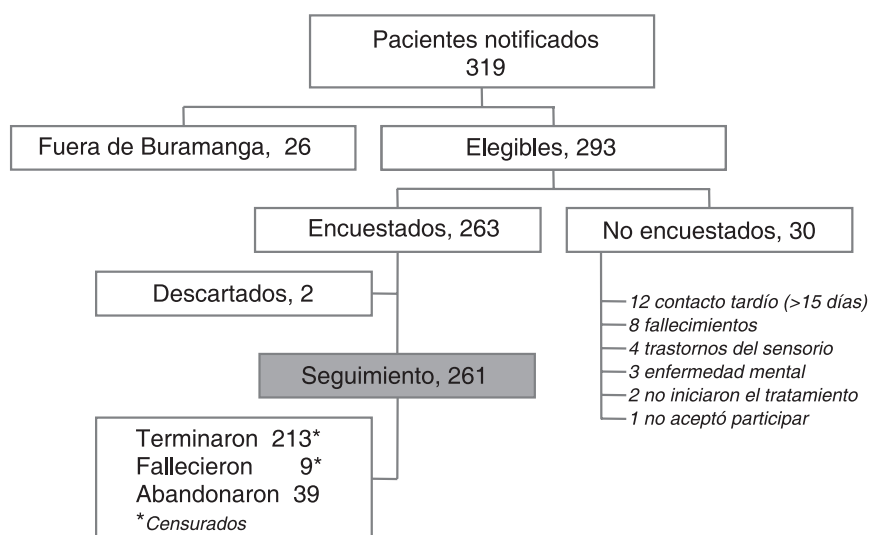 Pacientes notificados
319
Fuera de Buramanga, 26
Elegibles, 293
Encuestados, 263
No encuestados, 30
Descartados, 2
12 contacto tardío (>15 días)
8 fallecimientos
4 trastornos del sensorio
3 enfermedad mental
2 no iniciaron el tratamiento
1 no aceptó participar
Seguimiento, 261
Terminaron 213*
Fallecieron 9*
Abandonaron 39
*Censurados